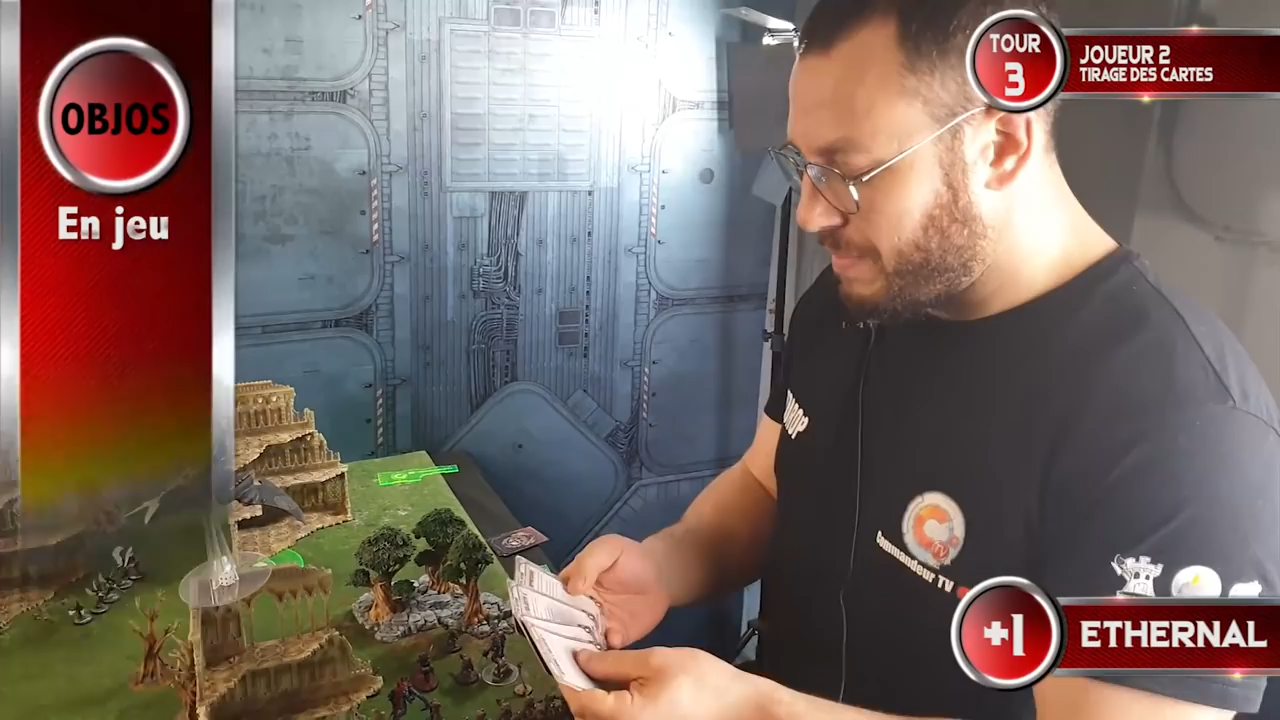 OBJOS
En jeu
TOUR
3
JOUEUR 2
TIRAGE DES CARTES
Commandeur TV
+1
ETHERNAL